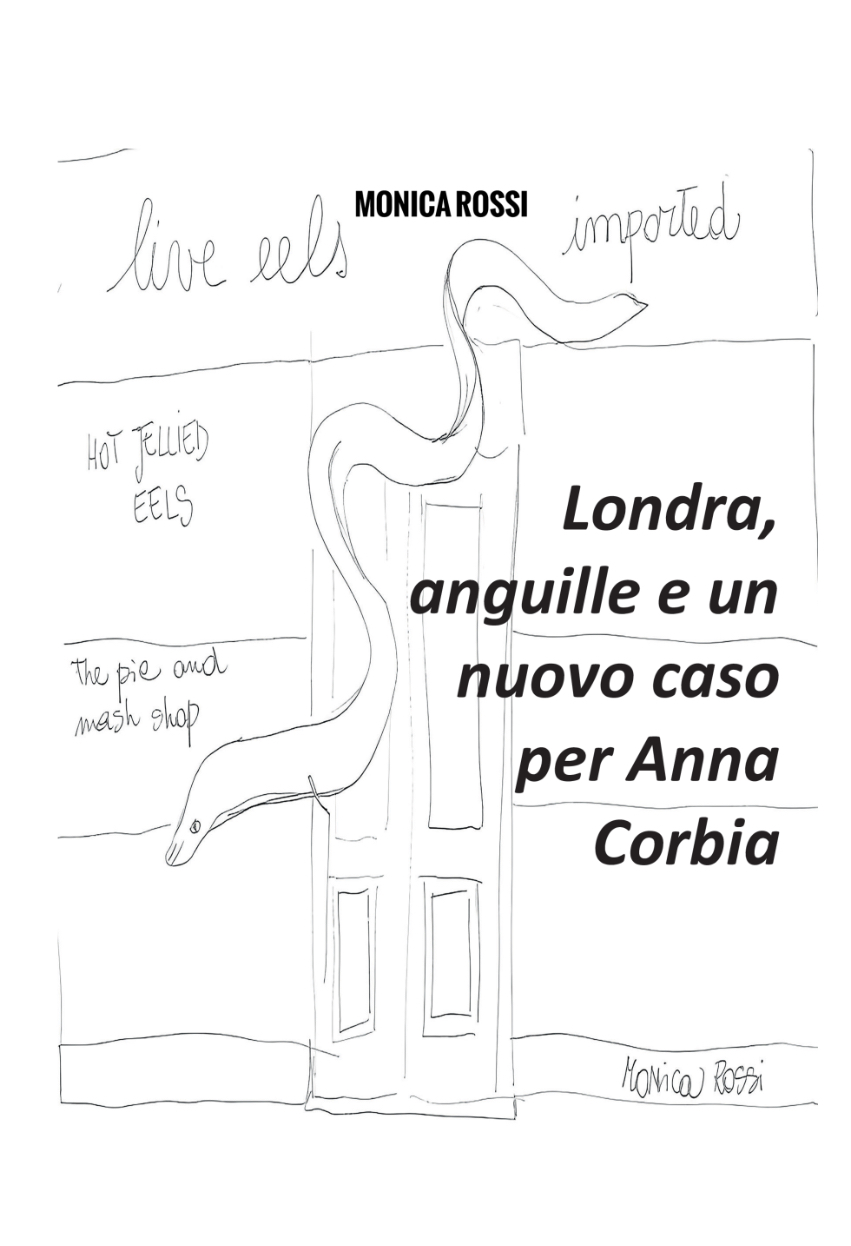 MONICA ROSSI
live eels imported
HOT JELLIED
EELS
Londra,
anguille e un
nuovo caso
per Anna
Corbia
The pie and
mash shop
Monica Rossi